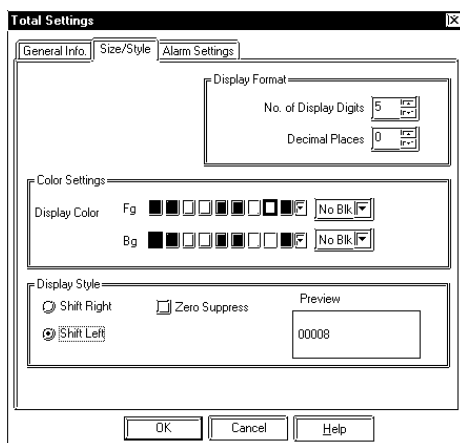 Total Settings
General Info. Size/Style Alarm Settings
Display Format
No. of Display Digits 5
Decimal Places 0
Color Settings
Display Color Fg No Blk
Bg No Blk
Display Style
Shift Right Zero Suppress Preview
Shift Left 00008
OK Cancel Help